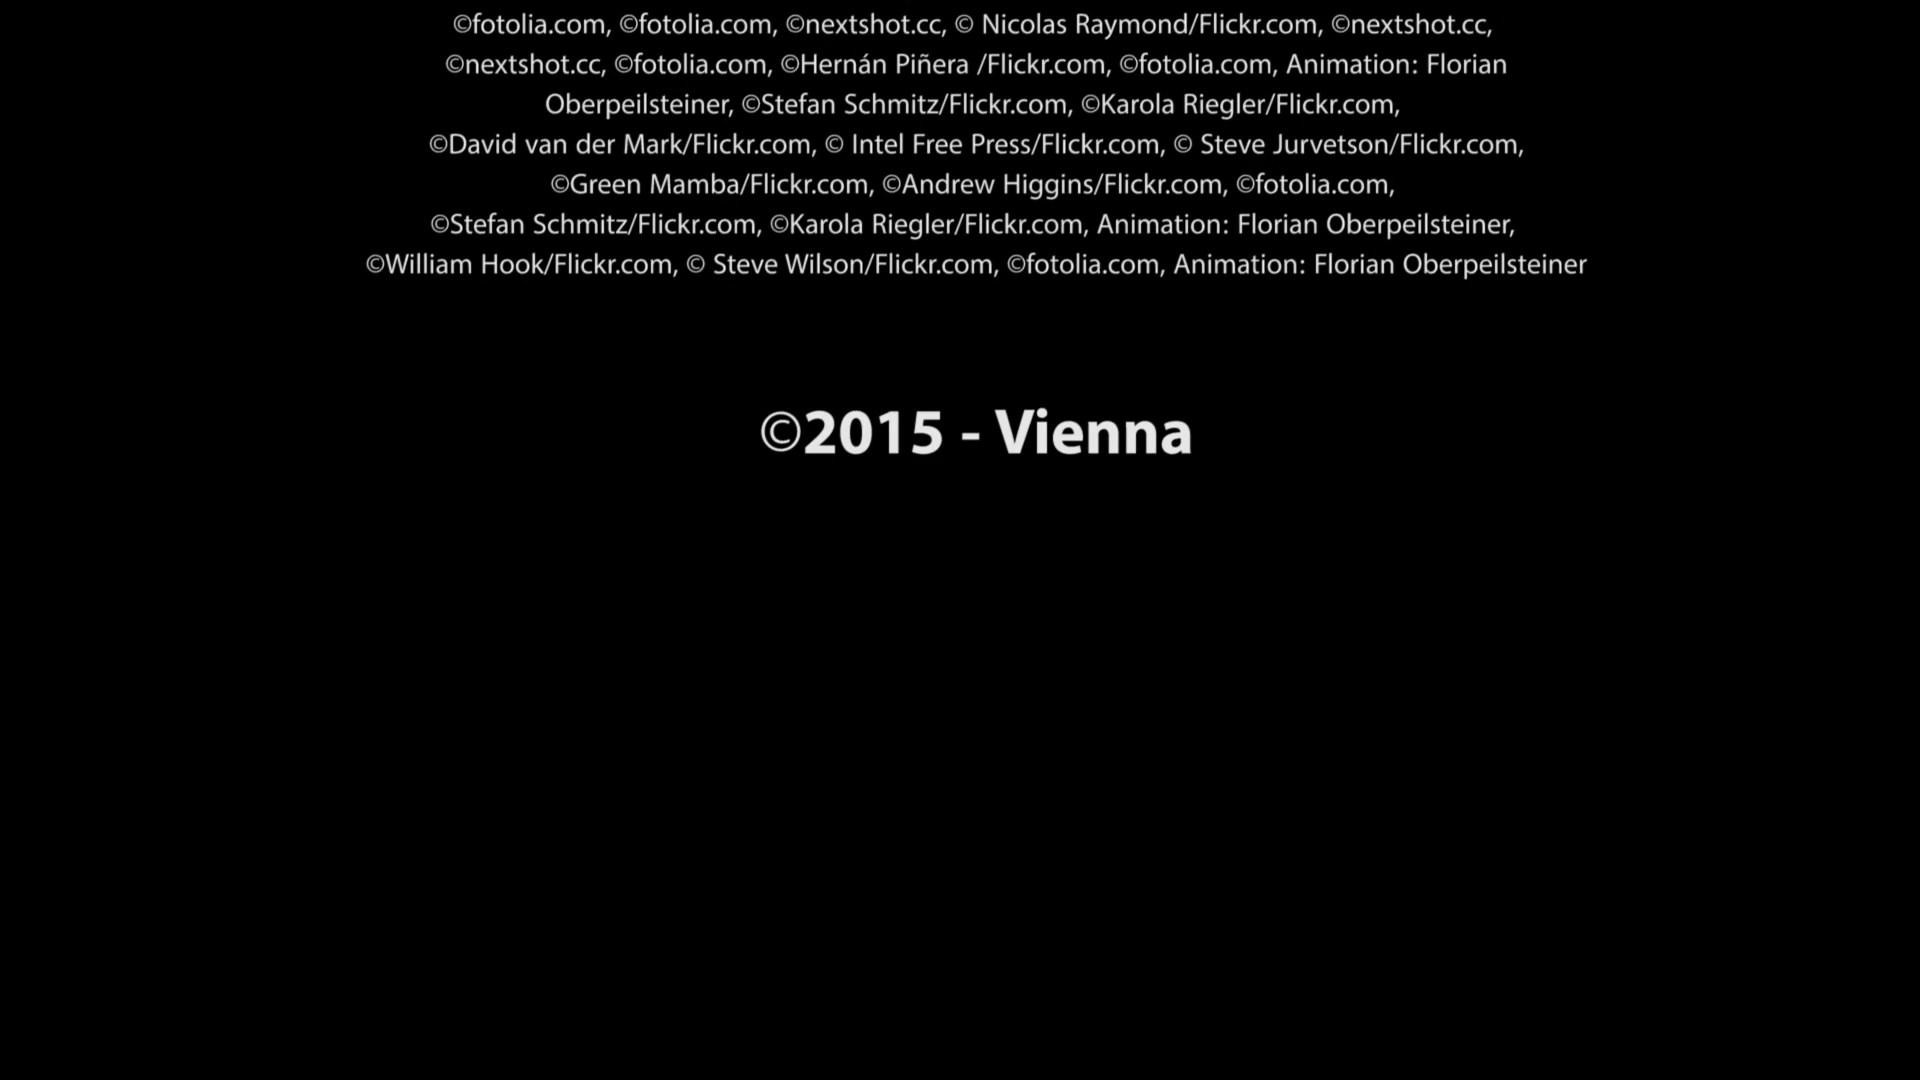 ©fotolia.com, ©fotolia.com, ©nextshot.cc, © Nicolas Raymond/Flickr.com, ©nextshot.cc,
©nextshot.cc, ©fotolia.com, ©Hernán Piñera /Flickr.com, ©fotolia.com, Animation: Florian
Oberpeilsteiner, ©Stefan Schmitz/Flickr.com, ©Karola Riegler/Flickr.com,
©David van der Mark/Flickr.com, © Intel Free Press/Flickr.com, © Steve Jurvetson/Flickr.com,
©Green Mamba/Flickr.com, ©Andrew Higgins/Flickr.com, ©fotolia.com,
©Stefan Schmitz/Flickr.com, ©Karola Riegler/Flickr.com, Animation: Florian Oberpeilsteiner,
©William Hook/Flickr.com, © Steve Wilson/Flickr.com, ©fotolia.com, Animation: Florian Oberpeilsteiner
©2015 - Vienna